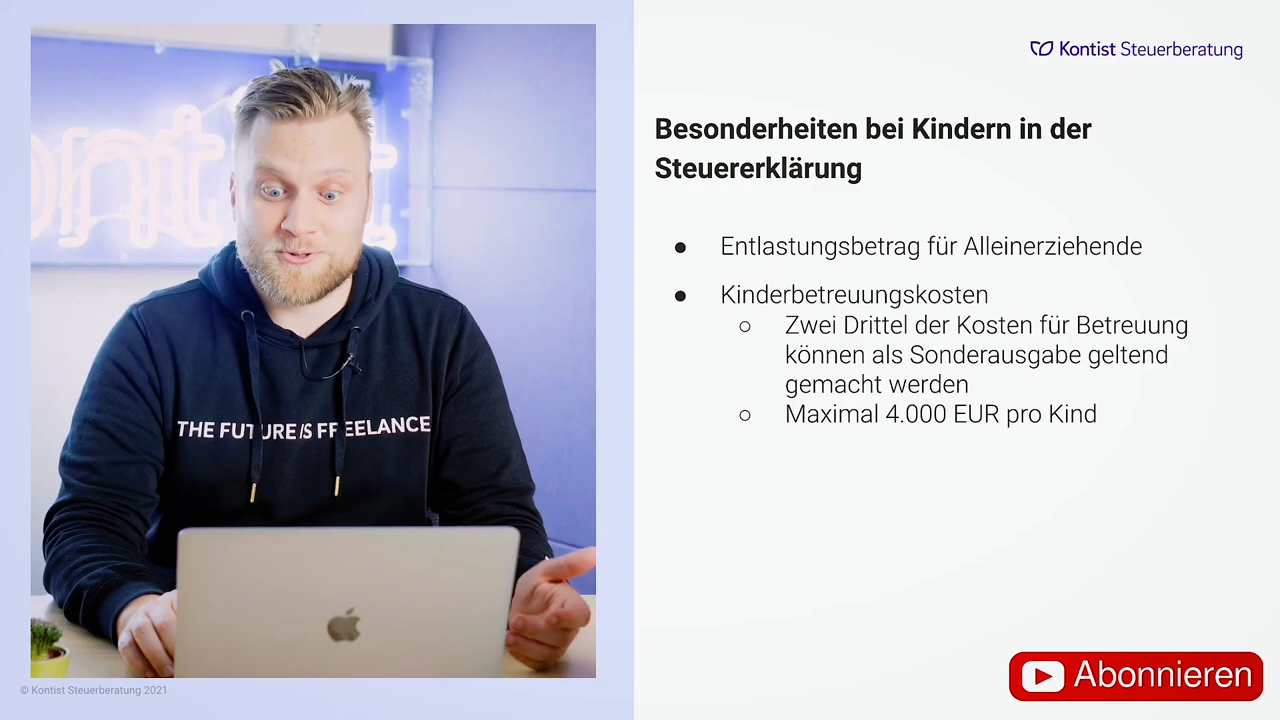 Kontist Steuerberatung
Besonderheiten bei Kindern in der
Steuererklärung
● Entlastungsbetrag für Alleinerziehende
● Kinderbetreuungskosten
○ Zwei Drittel der Kosten für Betreuung
können als Sonderausgabe geltend
gemacht werden
○ Maximal 4.000 EUR pro Kind
THE FUTURE IS FREELANCE
Abonnieren
© Kontist Steuerberatung 2021